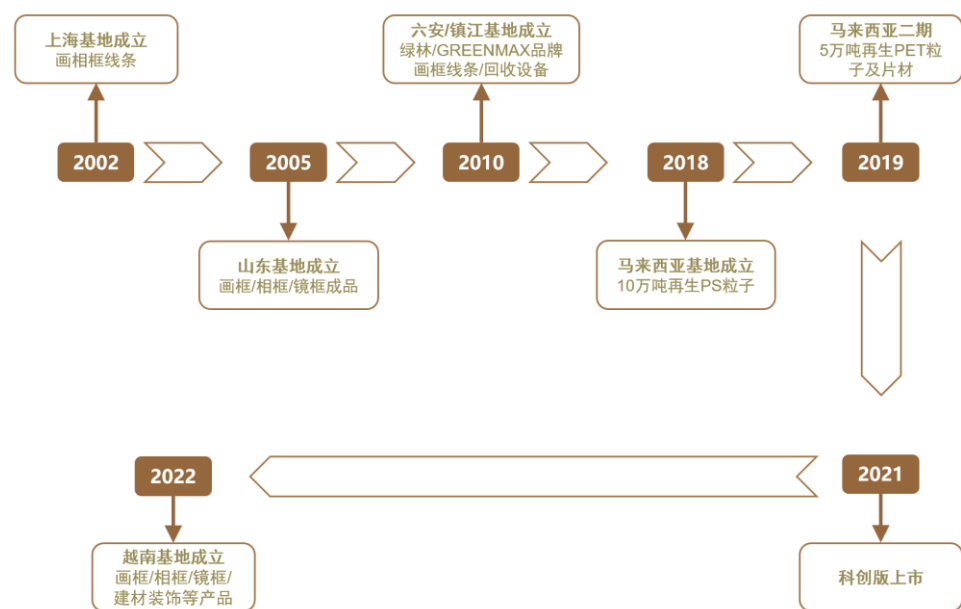 上海基地成立
画相框线条
六安/镇江基地成立
绿林/GREENMAX品牌
画框线条/回收设备
马来西亚二期
5万吨再生PET粒
子及片材
2002
2005
2010
2018
2019
山东基地成立
画框/相框/镜框成品
马来西亚基地成立
10万吨再生PS粒子
2022
2021
越南基地成立
画框/相框/镜框/
建材装饰等产品
科创版上市